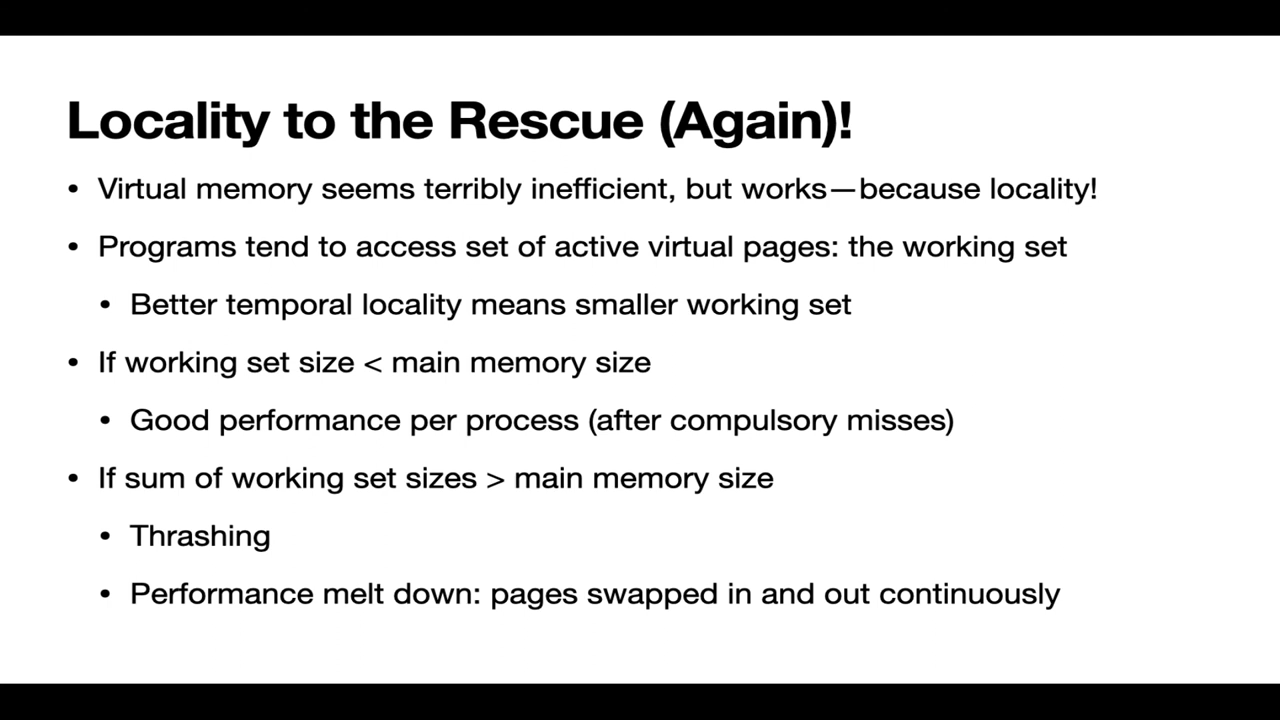 Locality to the Rescue (Again)!
• Virtual memory seems terribly inefficient, but works—because locality!
• Programs tend to access set of active virtual pages: the working set
• Better temporal locality means smaller working set
• If working set size < main memory size
• Good performance per process (after compulsory misses)
• If sum of working set sizes > main memory size
• Thrashing
• Performance melt down: pages swapped in and out continuously